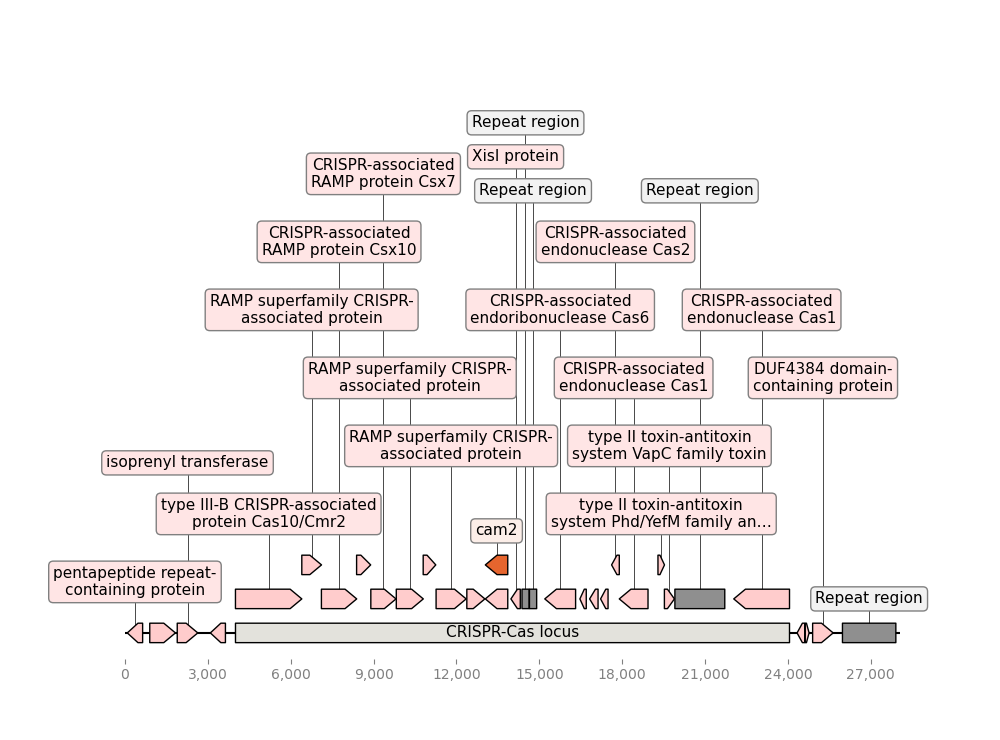 Repeat region
XisI protein
CRISPR-associated
RAMP protein Csx7
Repeat region
Repeat region
CRISPR-associated
RAMP protein Csx10
CRISPR-associated
endonuclease Cas2
RAMP superfamily CRISPR-
associated protein
CRISPR-associated
endoribonuclease Cas6
CRISPR-associated
endonuclease Cas1
RAMP superfamily CRISPR-
associated protein
CRISPR-associated
endonuclease Cas1
DUF4384 domain-
containing protein
RAMP superfamily CRISPR-
associated protein
type II toxin-antitoxin
system VapC family toxin
isoprenyl transferase
type III-B CRISPR-associated
protein Cas10/Cmr2
type II toxin-antitoxin
system Phd/YefM family an...
cam2
pentapeptide repeat-
containing protein
Repeat region
CRISPR-Cas locus
0 3,000 6,000 9,000 12,000 15,000 18,000 21,000 24,000 27,000